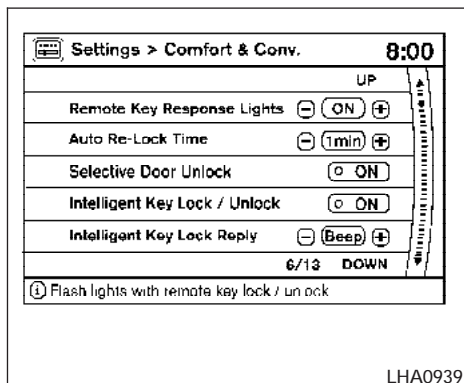 Settings > Comfort & Conv. 8:00
UP
Remote Key Response Lights ON
Auto Re-Lock Time 1min
Selective Door Unlock ON
Intelligent Key Lock / Unlock ON
Intelligent Key Lock Reply Beep
6/13 DOWN
Flash lights with remote key lock / unlock
LHA0939